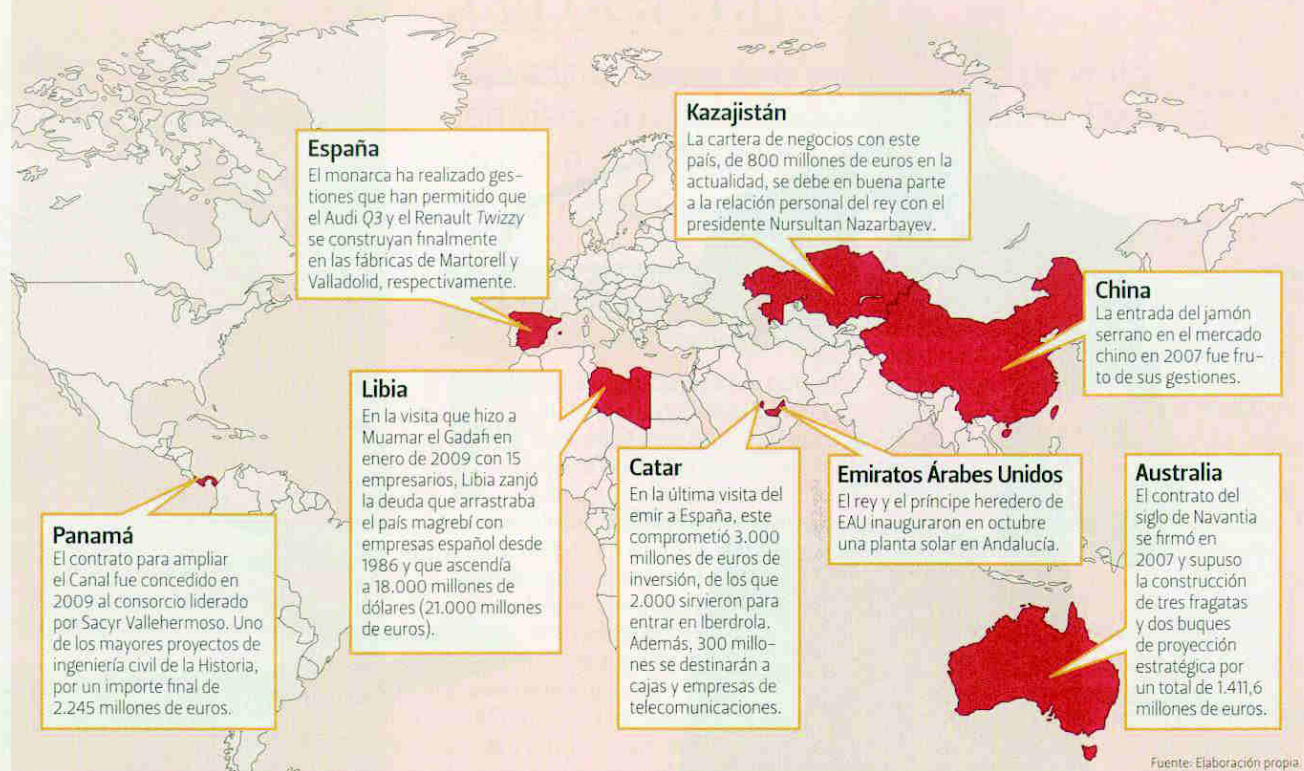 España
El monarca ha realizado ges-
tiones que han permitido que
el Audi Q3 y el Renault Twizzy
se construyan finalmente
en las fábricas de Martorell y
Valladolid, respectivamente.
Kazajistán
La cartera de negocios con este
país, de 800 millones de euros en la
actualidad, se debe en buena parte
a la relación personal del rey con el
presidente Nursultan Nazarbayev.
China
La entrada del jamón
serrano en el mercado
chino en 2007 fue fru-
to de sus gestiones.
Libia
En la visita que hizo a
Muamar el Gadafi en
enero de 2009 con 15
empresarios, Libia zanjó
la deuda que arrastraba
el país magrebí con
empresas español desde
1986 y que ascendía
a 18.000 millones de
dólares (21.000 millones
de euros).
Panamá
El contrato para ampliar
el Canal fue concedido en
2009 al consorcio liderado
por Sacyr Vallehermoso. Uno
de los mayores proyectos de
ingeniería civil de la Historia,
por un importe final de
2.245 millones de euros.
Catar
En la última visita del
emir a España, este
comprometió 3.000
millones de euros de
inversión, de los que
2.000 sirvieron para
entrar en Iberdrola.
Además, 300 millo-
nes se destinarán a
cajas y empresas de
telecomunicaciones.
Emiratos Árabes Unidos
El rey y el príncipe heredero de
EAU inauguraron en octubre
una planta solar en Andalucía.
Australia
El contrato del
siglo de Navantia
se firmó en
2007 y supuso
la construcción
de tres fragatas
y dos buques
de proyección
estratégica por
un total de 1.411,6
millones de euros.
Fuente: Elaboración propia.